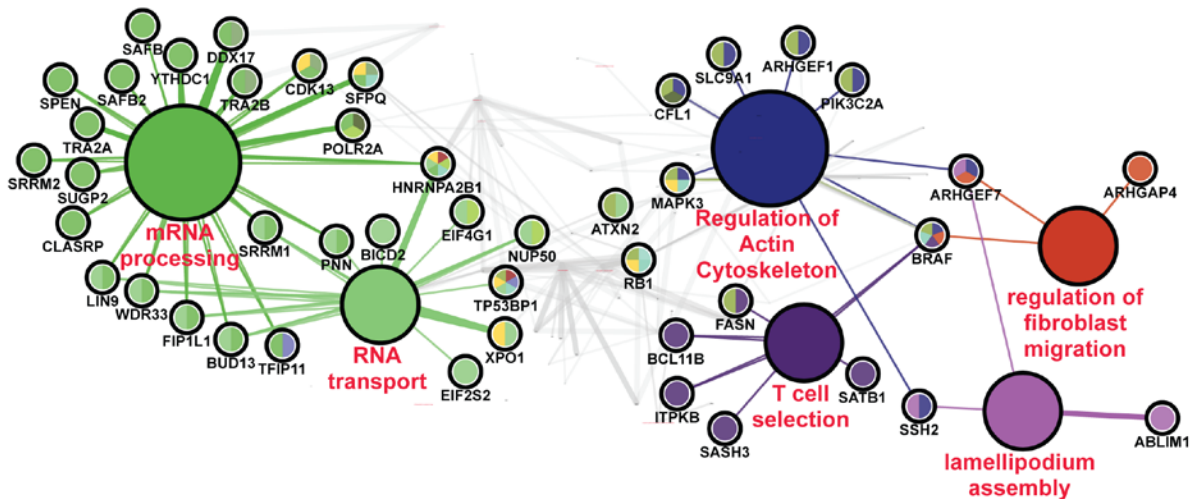 SAFB
DDX17
YTHDC1
SPEN
SAFB2
TRA2B
CDK13
SFPQ
TRA2A
POLR2A
SRRM2
SUGP2
HNRNPA2B1
CLASRP
mRNA
processing
SRRM1
PNN
BICD2
EIF4G1
NUP50
LIN9
WDR33
TP53BP1
FIP1L1
BUD13
TFIP11
RNA
transport
XPO1
EIF2S2
ATXN2
RB1
SLC9A1
ARHGEF1
CFL1
PIK3C2A
MAPK3
Regulation of
Actin
Cytoskeleton
ARHGEF7
ARHGAP4
BRAF
regulation of
fibroblast
migration
FASN
BCL11B
ITPKB
SASH3
T cell
selection
SATB1
SSH2
ABLIM1
lamellipodium
assembly